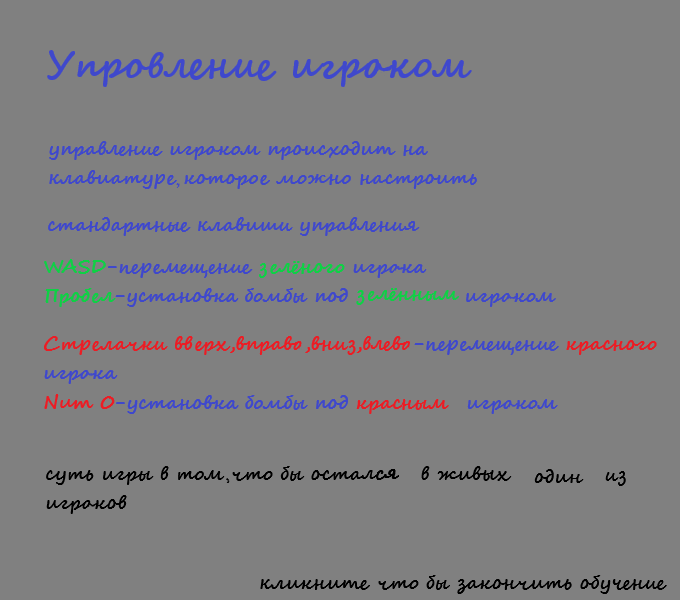 Упровление игроком
управление игроком происходит на
клавиатуре, которое можно настроить
стандартные клавиши управления
WASD-перемещение зелёного игрока
Пробел-установка бомбы под зелёнкым игроком
Стрелачки вверх,вправо,вниз,влево-перемещение красного
игрока
Num 0-установка бомбы под красным игроком
суть игры в том,что бы остался в живых один из
игроков
кликните что бы закончить обучение